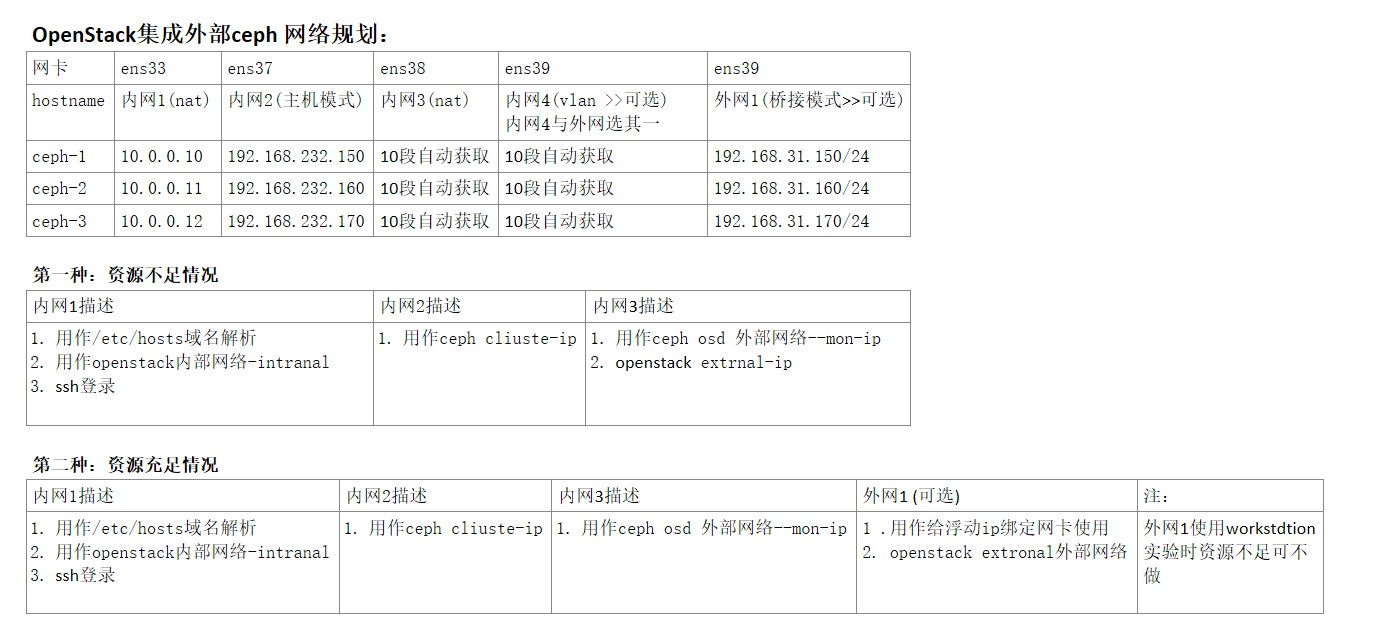 OpenStack集成外部ceph 网络规划：
网卡 ens33 ens37 ens38 ens39 ens39
hostname 内网1(nat) 内网2(主机模式) 内网3(nat) 内网4(vlan >>可选) 外网1(桥接模式>>可选)
内网4与外网选其一
ceph-1 10.0.0.10 192.168.232.150 10段自动获取 10段自动获取 192.168.31.150/24
ceph-2 10.0.0.11 192.168.232.160 10段自动获取 10段自动获取 192.168.31.160/24
ceph-3 10.0.0.12 192.168.232.170 10段自动获取 10段自动获取 192.168.31.170/24
第一种：资源不足情况
内网1描述 内网2描述 内网3描述
1. 用作/etc/hosts域名解析 1. 用作ceph cliuste-ip 1. 用作ceph osd 外部网络--mon-ip
2. 用作openstack内部网络-intranal 2. openstack extrnal-ip
3. ssh登录
第二种：资源充足情况
内网1描述 内网2描述 内网3描述 外网1 (可选) 注：
1. 用作/etc/hosts域名解析 1. 用作ceph cliuste-ip 1. 用作ceph osd 外部网络--mon-ip 1 .用作给浮动ip绑定网卡使用 外网1使用workstdtion
2. 用作openstack内部网络-intranal 2. openstack extronal外部网络 实验时资源不足可不
3. ssh登录 做